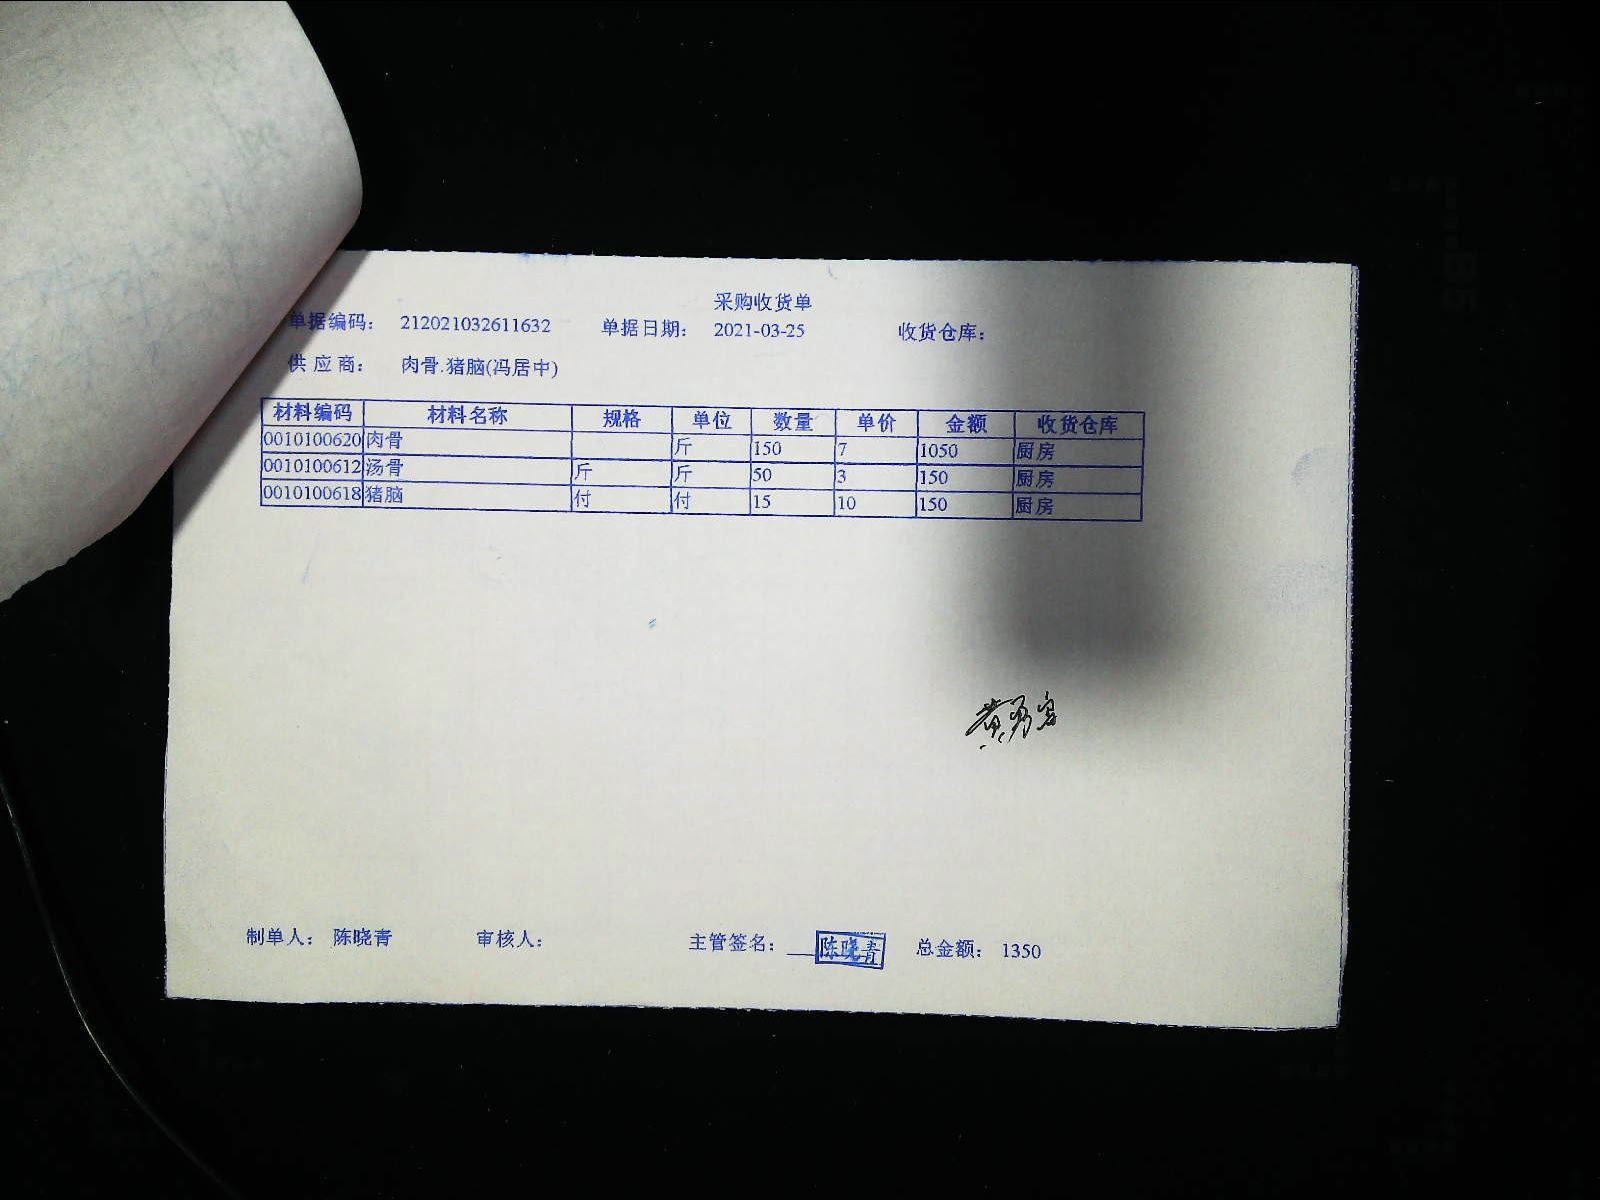 采购收货单
单据编码： 212021032611632 单据日期： 2021-03-25 收货仓库：
供 应 商： 肉骨.猪脑(冯居中)
材料编码 材料名称 规格 单位 数量 单价 金额 收货仓库
0010100620 肉骨 斤 150 7 1050 厨房
0010100612 汤骨 斤 斤 50 3 150 厨房
0010100618 猪脑 付 付 15 10 150 厨房
制单人： 陈晓青 审核人： 主管签名： 陈晓青 总金额： 1350